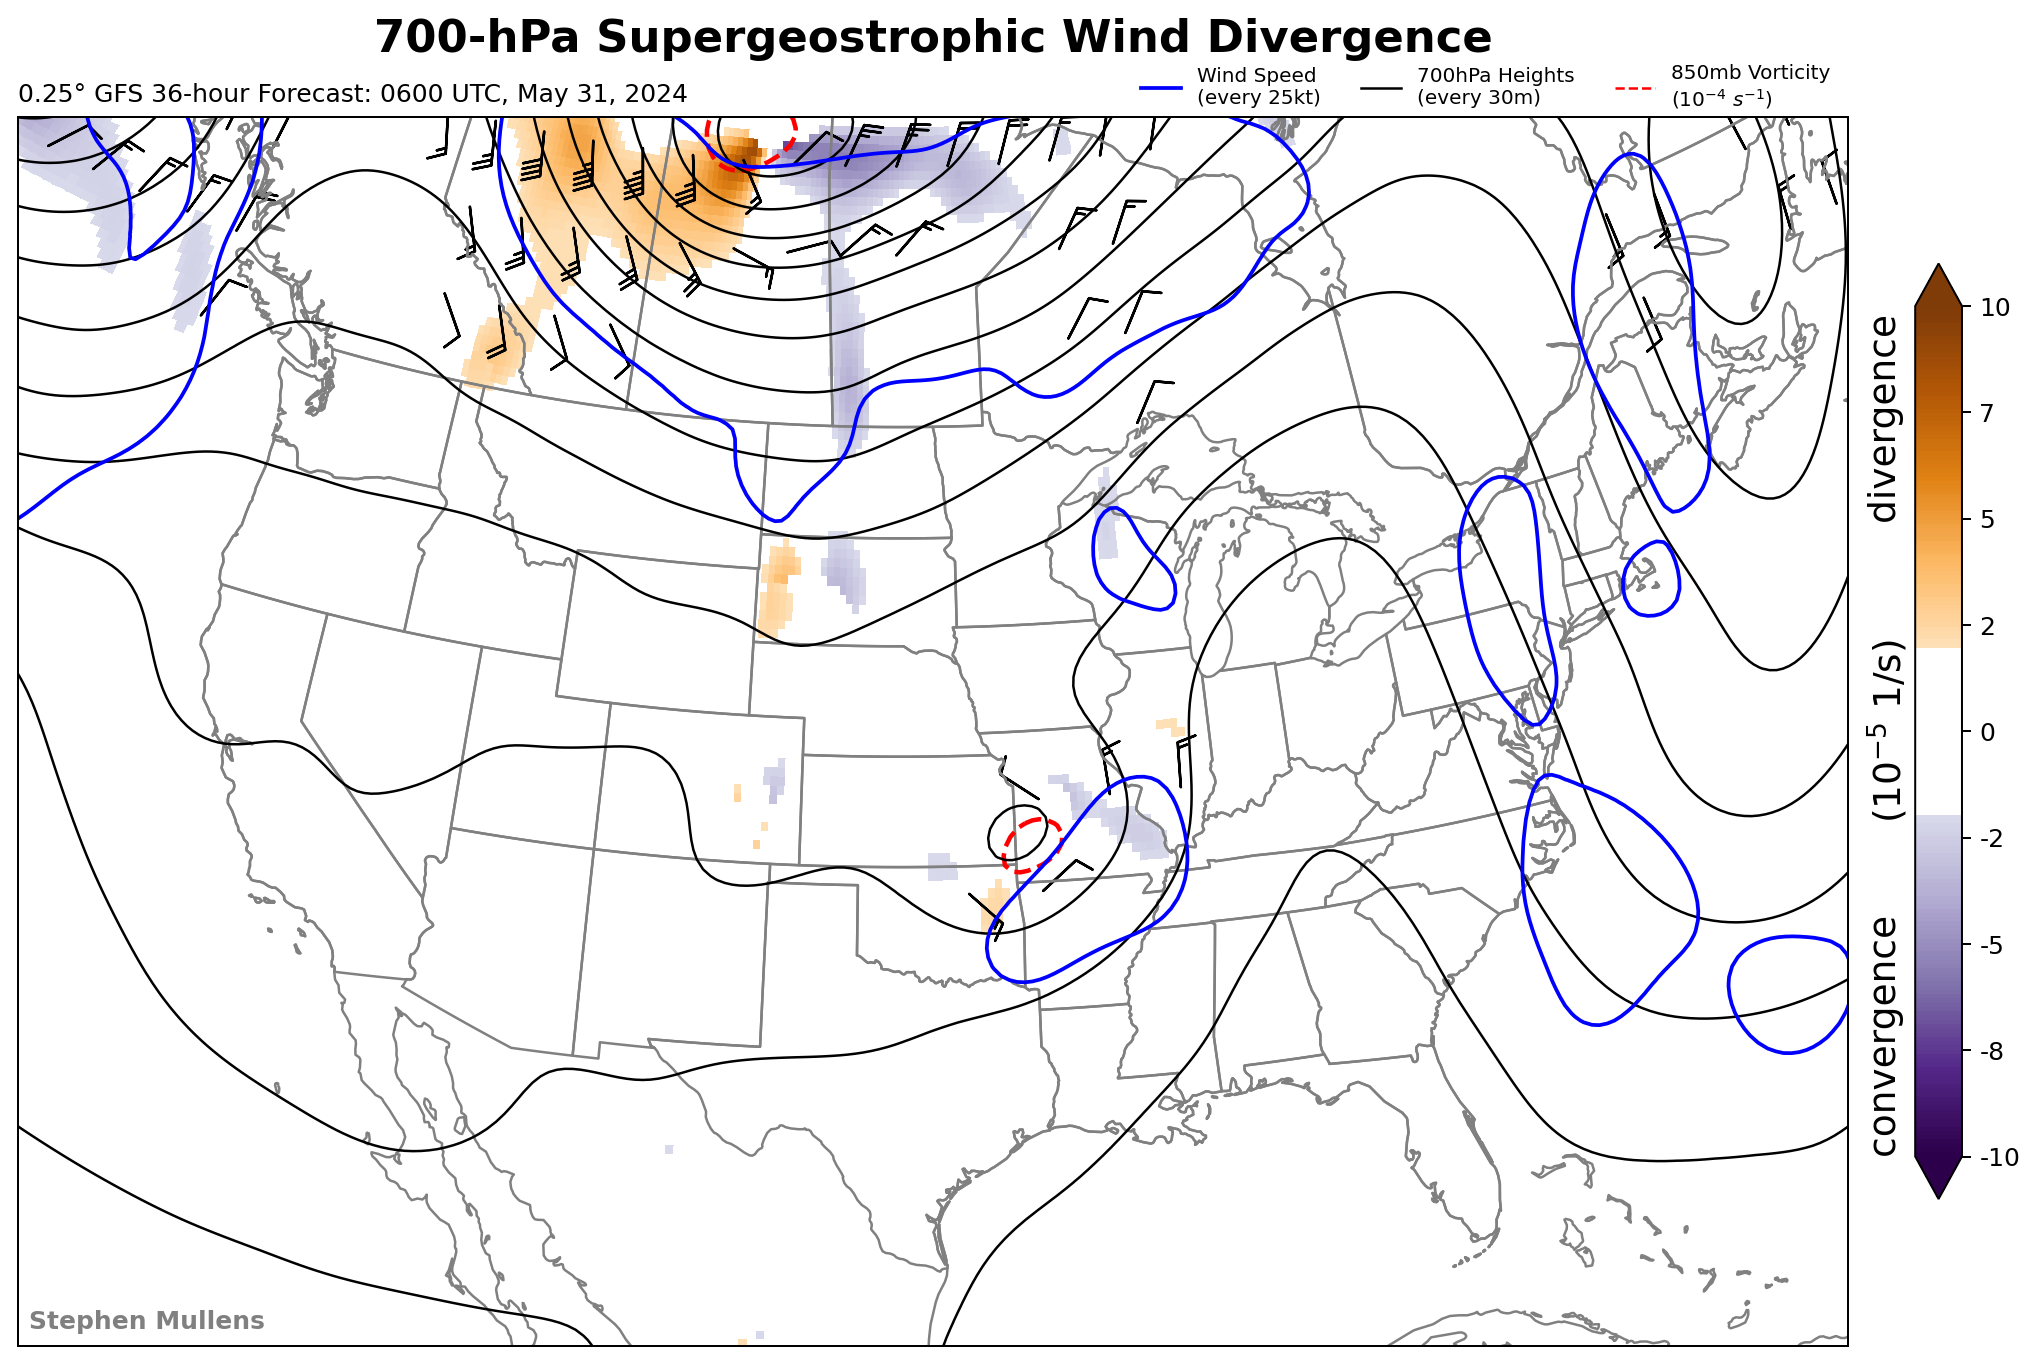 700-hPa Supergeostrophic Wind Divergence
0.25° GFS 36-hour Forecast: 0600 UTC, May 31, 2024
Wind Speed
(every 25kt)
700hPa Heights
(every 30m)
850mb Vorticity
(10⁻⁴ s⁻¹)
10
7
5
2
0
-2
-5
-8
-10
convergence (10⁻⁵ 1/s) divergence
Stephen Mullens